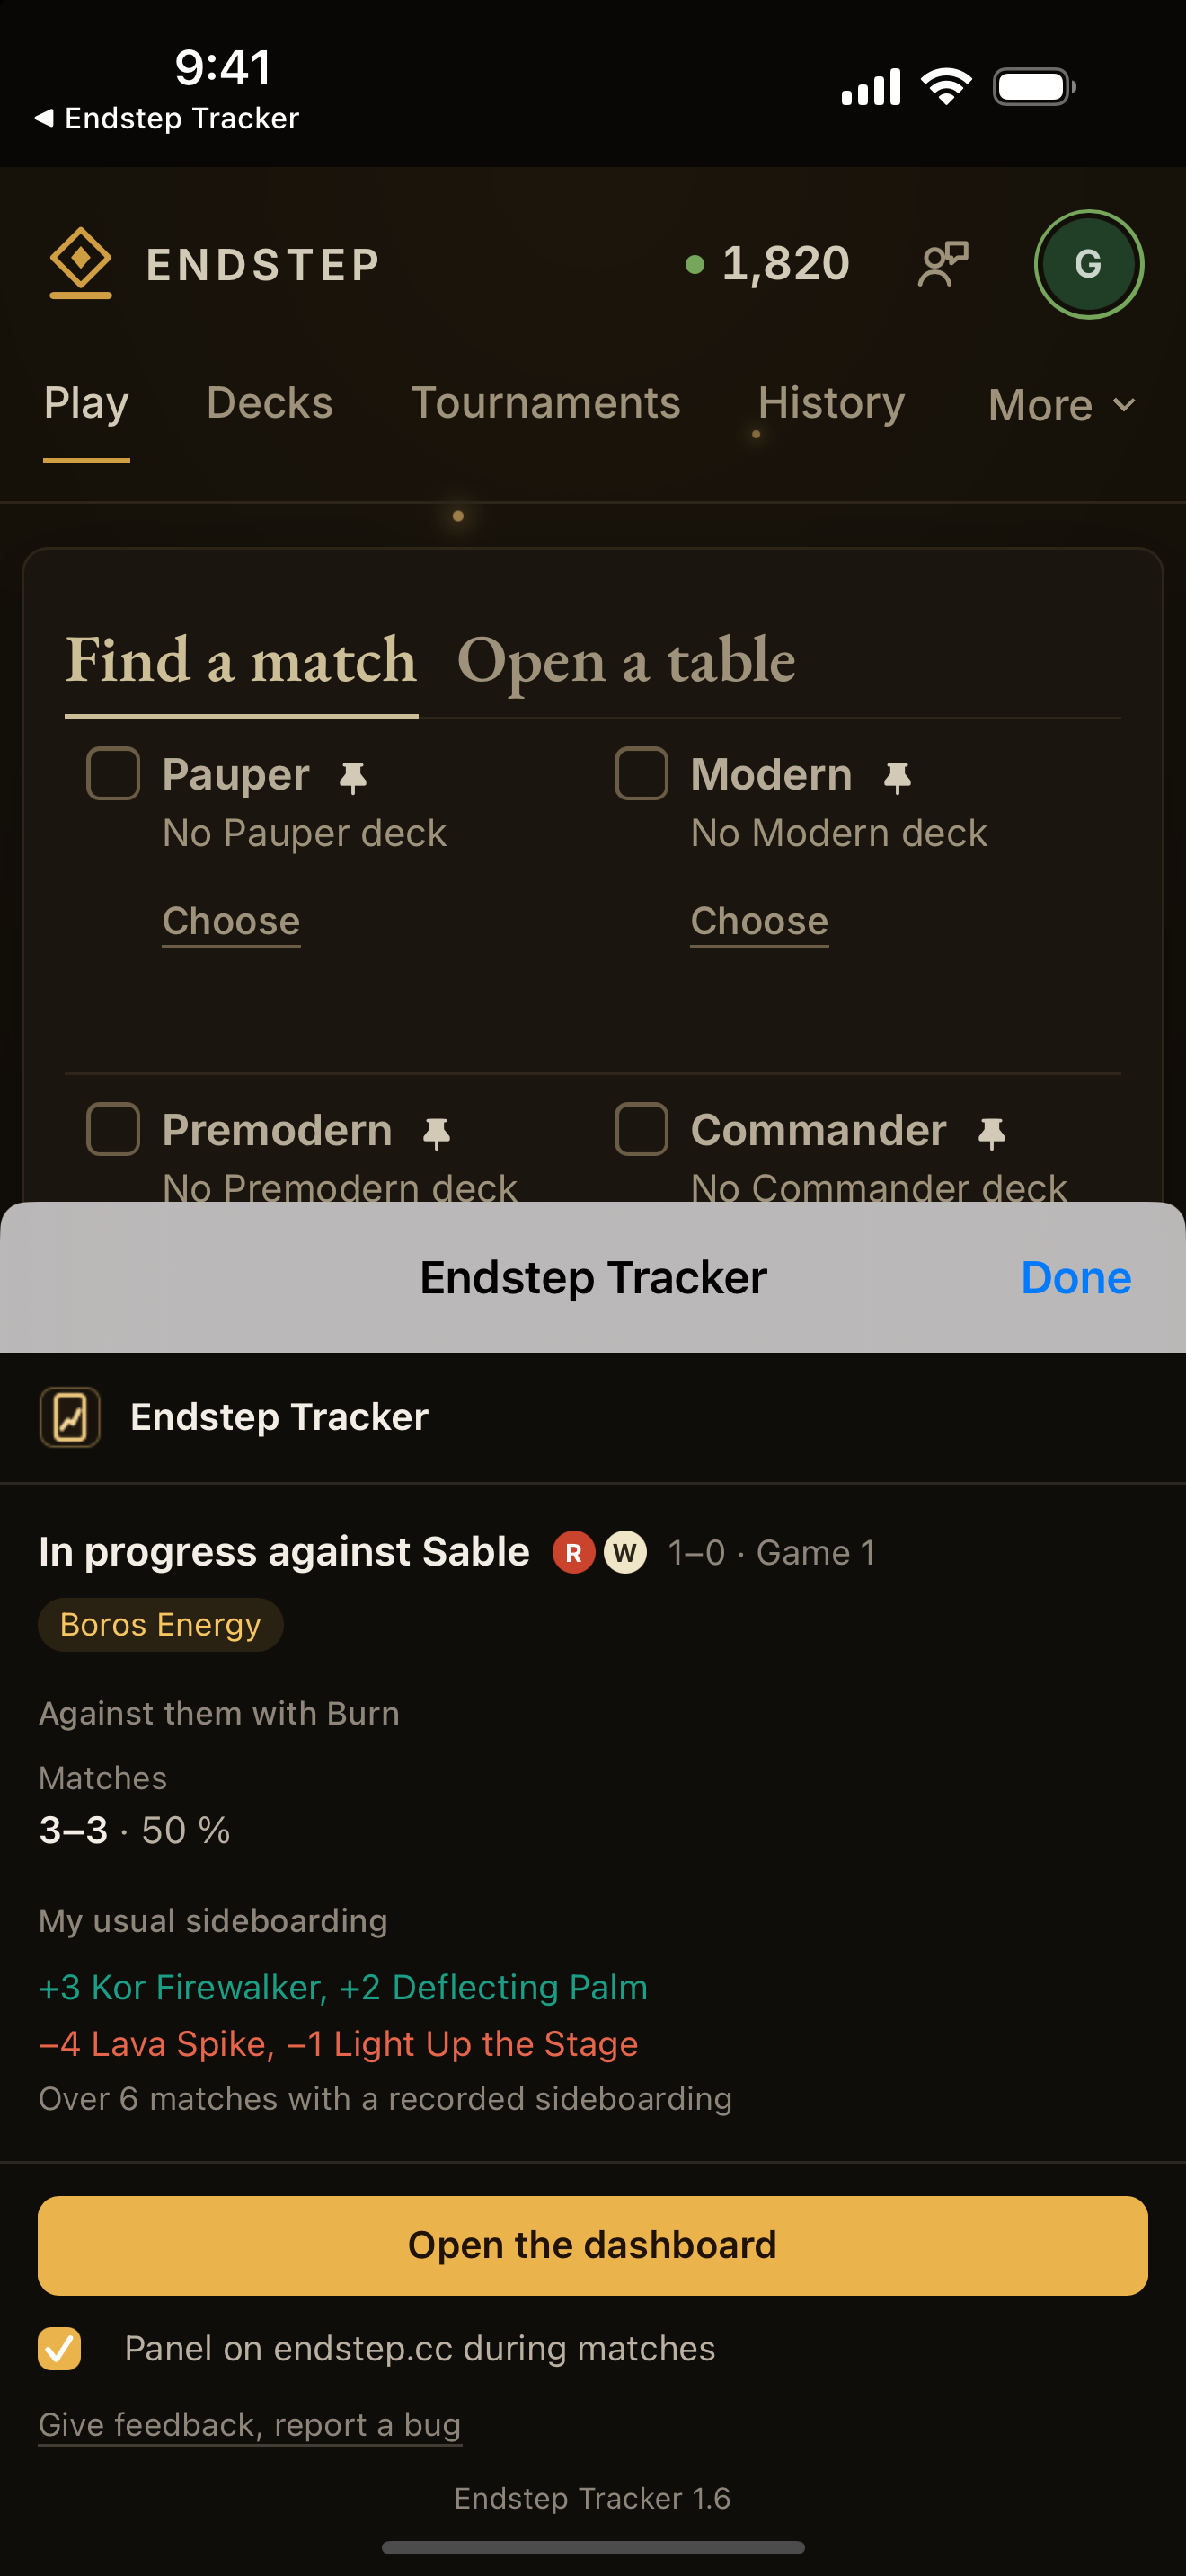 9:41
◀ Endstep Tracker
ENDSTEP
1,820
G
Play Decks Tournaments History More
Find a match Open a table
Pauper Modern
No Pauper deck No Modern deck
Choose Choose
Premodern Commander
No Premodern deck No Commander deck
Endstep Tracker Done
Endstep Tracker
In progress against Sable R W 1–0 · Game 1
Boros Energy
Against them with Burn
Matches
3–3 · 50 %
My usual sideboarding
+3 Kor Firewalker, +2 Deflecting Palm
−4 Lava Spike, −1 Light Up the Stage
Over 6 matches with a recorded sideboarding
Open the dashboard
Panel on endstep.cc during matches
Give feedback, report a bug
Endstep Tracker 1.6